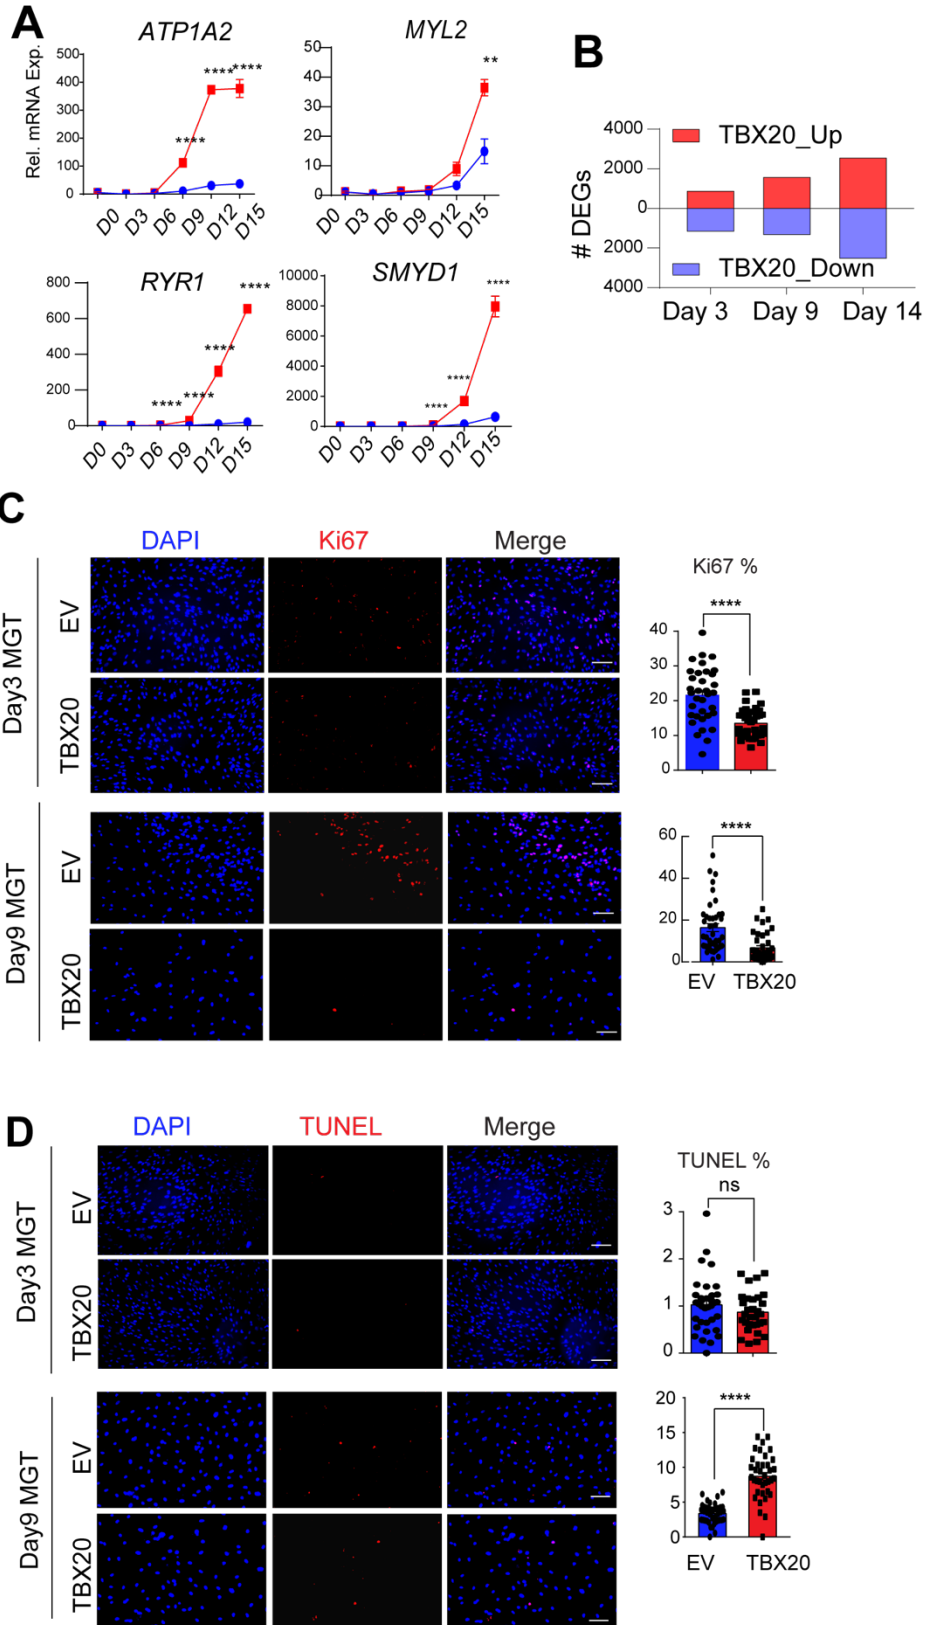 A
ATP1A2
Rel. mRNA Exp.
500
400
300
200
100
0
****
****
****
D0 D3 D6 D9 D12 D15
MYL2
50
40
30
20
10
0
**
D0 D3 D6 D9 D12 D15
RYR1
800
600
400
200
0
****
****
****
****
D0 D3 D6 D9 D12 D15
SMYD1
10000
8000
6000
4000
2000
0
****
****
****
D0 D3 D6 D9 D12 D15
B
# DEGs
4000
2000
0
2000
4000
TBX20_Up
TBX20_Down
Day 3 Day 9 Day 14
C
DAPI Ki67 Merge
Day3 MGT
EV
TBX20
Day9 MGT
EV
TBX20
Ki67 %
****
40
30
20
10
0
****
60
40
20
0
EV TBX20
D
DAPI TUNEL Merge
Day3 MGT
EV
TBX20
Day9 MGT
EV
TBX20
TUNEL %
ns
3
2
1
0
****
20
15
10
5
0
EV TBX20